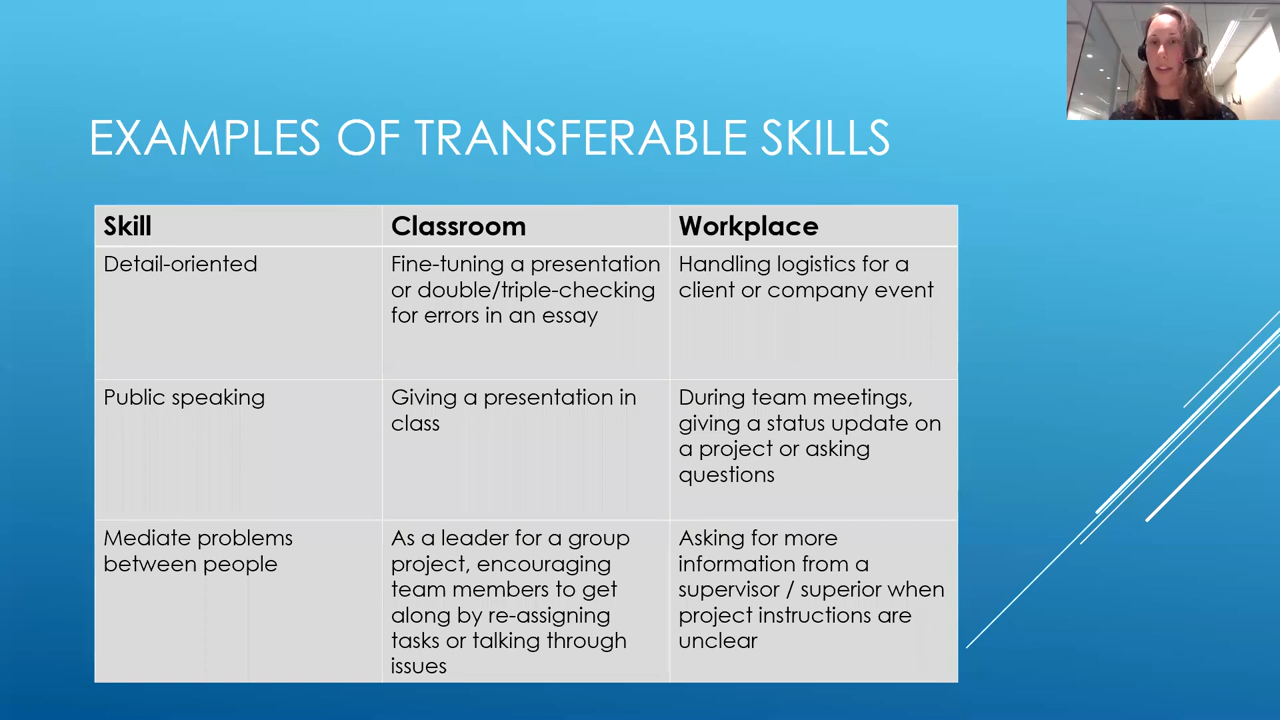 EXAMPLES OF TRANSFERABLE SKILLS
Skill
Classroom
Workplace
Detail-oriented
Fine-tuning a presentation
or double/triple-checking
for errors in an essay
Handling logistics for a
client or company event
Public speaking
Giving a presentation in
class
During team meetings,
giving a status update on
a project or asking
questions
Mediate problems
between people
As a leader for a group
project, encouraging
team members to get
along by re-assigning
tasks or talking through
issues
Asking for more
information from a
supervisor / superior when
project instructions are
unclear